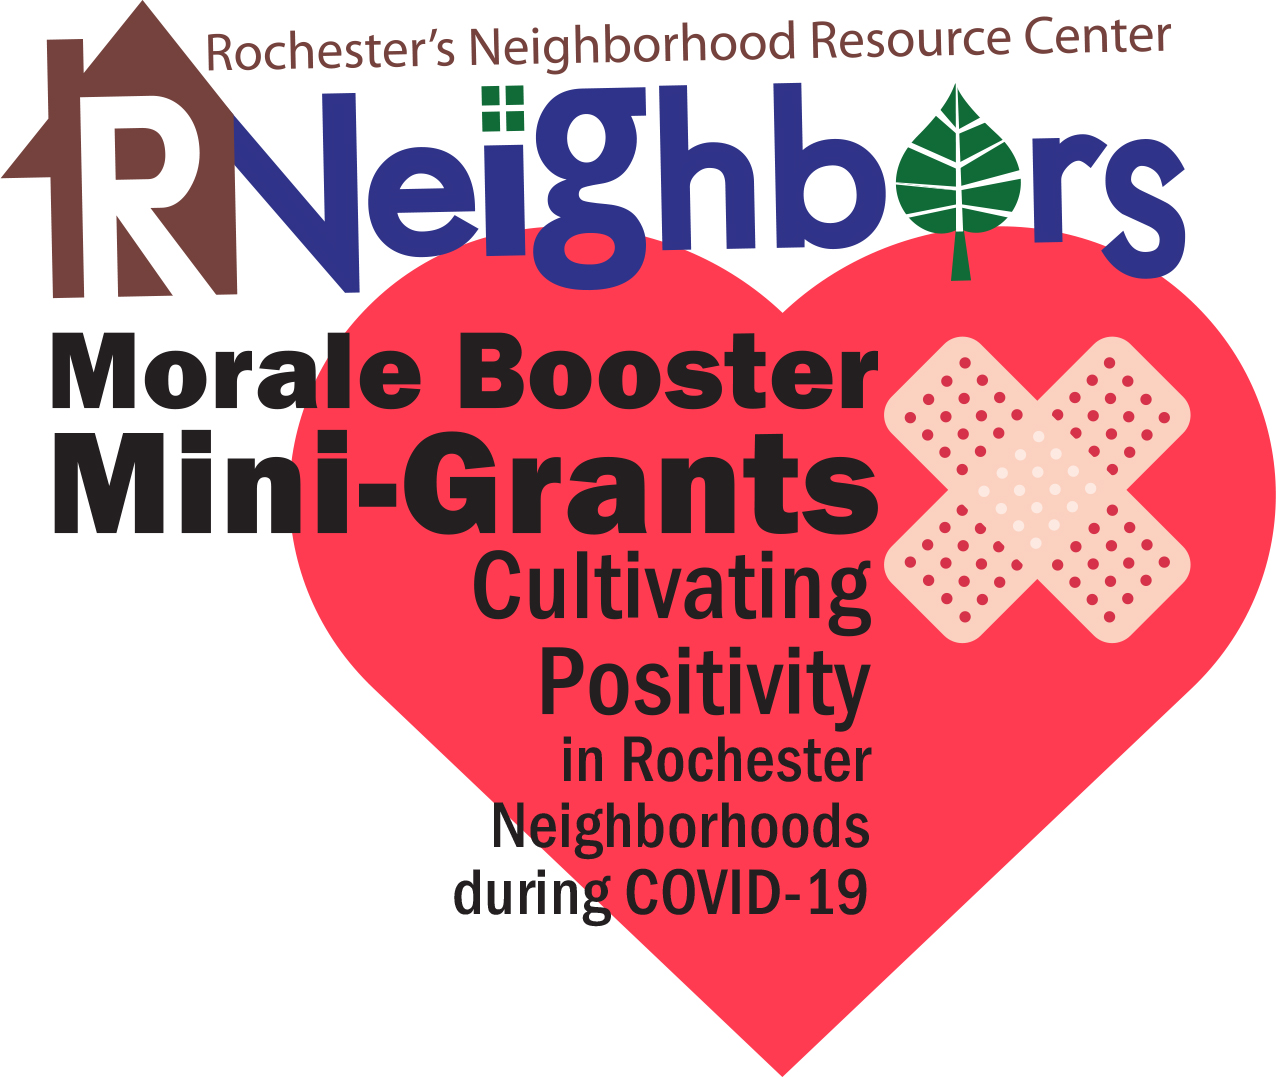 Rochester’s Neighborhood Resource Center
RNeighbors
Morale Booster
Mini-Grants
Cultivating
Positivity
in Rochester
Neighborhoods
during COVID-19